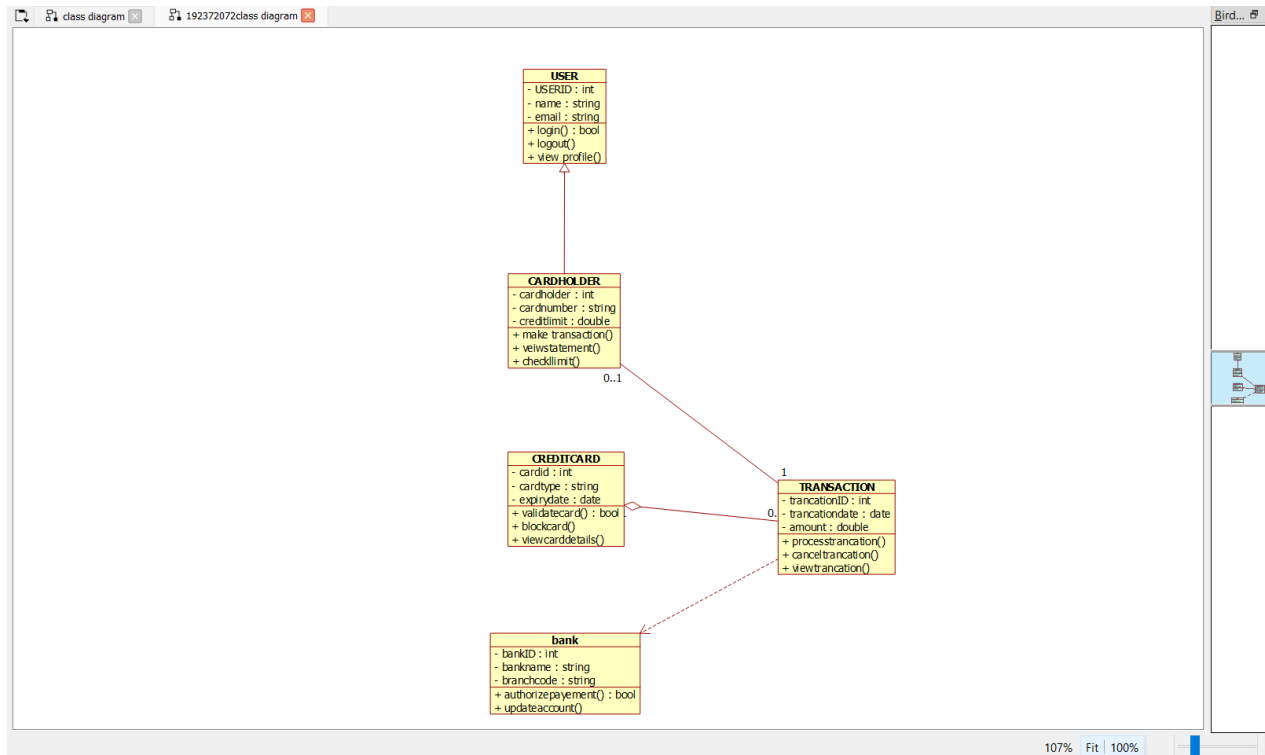 class diagram
192372072class diagram
Bird...
USER
- USERID : int
- name : string
- email : string
+ login() : bool
+ logout()
+ view profile()
CARDHOLDER
- cardholder : int
- cardnumber : string
- creditlimit : double
+ make transaction()
+ veiwstatement()
+ checkllimit()
0..1
1
CREDITCARD
- cardid : int
- cardtype : string
- expirydate : date
+ validatecard() : bool
+ blockcard()
+ viewcarddetails()
0..
TRANSACTION
- trancationID : int
- trancationdate : date
- amount : double
+ processtrancation()
+ canceltrancation()
+ viewtrancation()
bank
- bankID : int
- bankname : string
- branchcode : string
+ authorizepayement() : bool
+ updateaccount()
107% Fit 100%